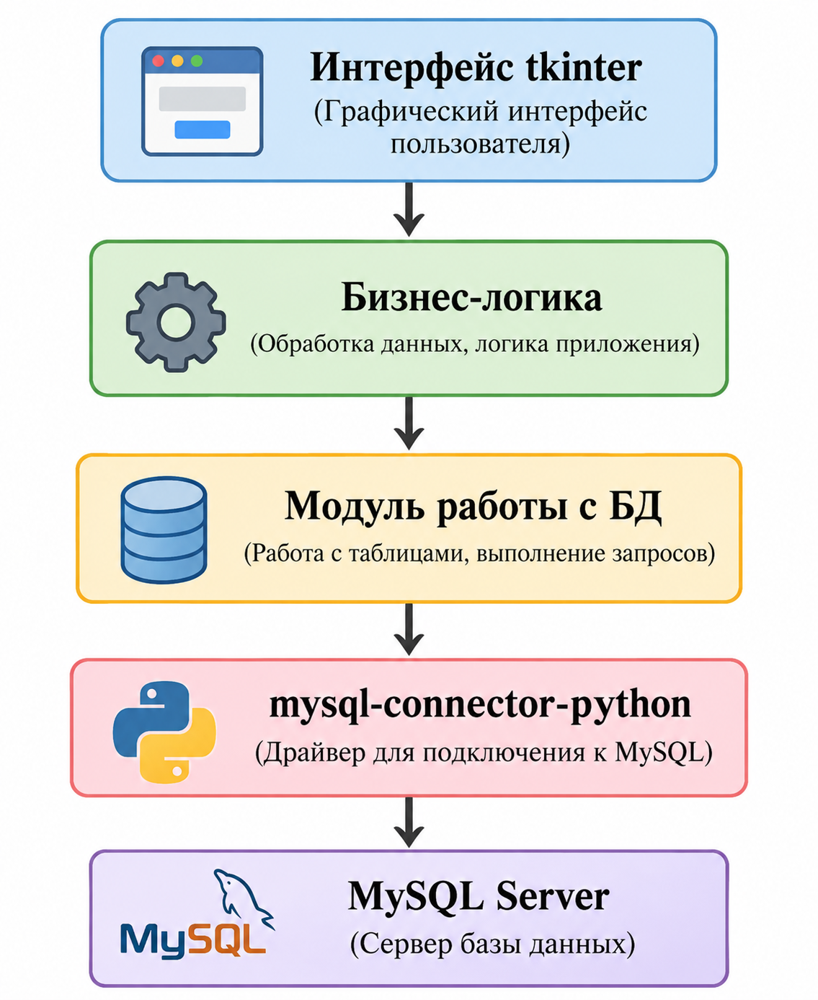 Интерфейс tkinter
(Графический интерфейс
пользователя)
Бизнес-логика
(Обработка данных, логика приложения)
Модуль работы с БД
(Работа с таблицами, выполнение запросов)
mysql-connector-python
(Драйвер для подключения к MySQL)
MySQL Server
MySQL
(Сервер базы данных)